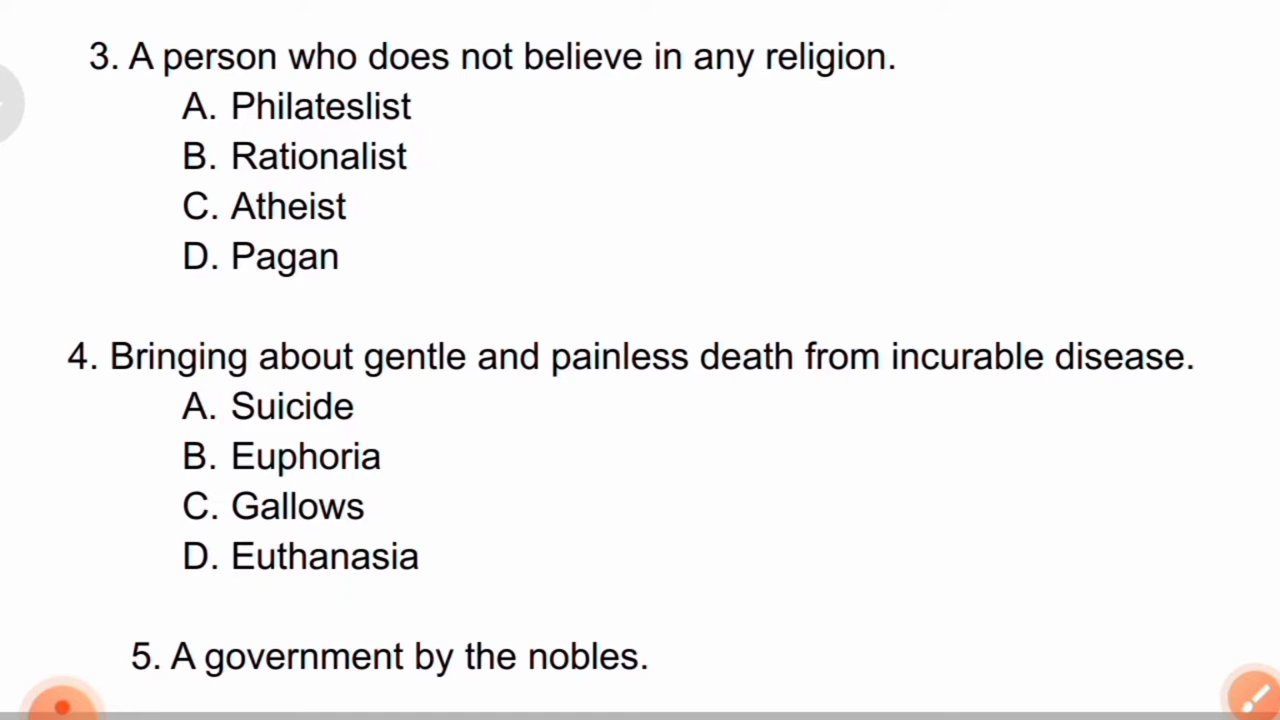 3. A person who does not believe in any religion.
A. Philateslist
B. Rationalist
C. Atheist
D. Pagan
4. Bringing about gentle and painless death from incurable disease.
A. Suicide
B. Euphoria
C. Gallows
D. Euthanasia
5. A government by the nobles.